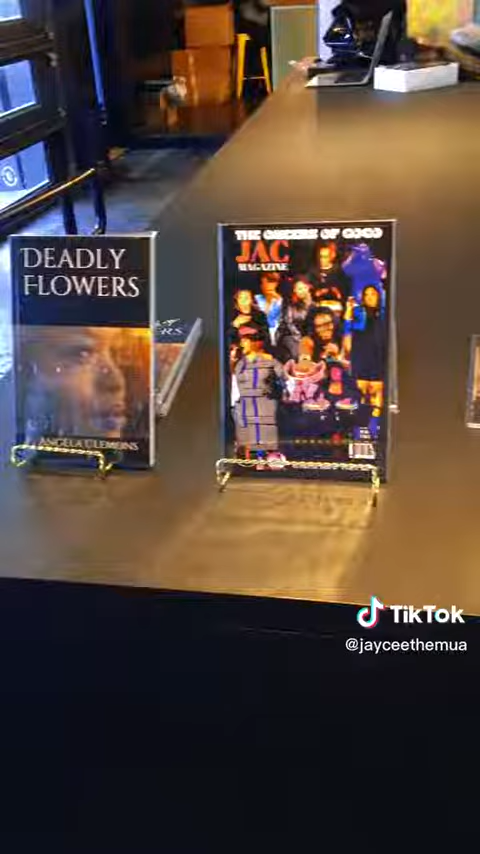 DEADLY
FLOWERS
ANGELA CLEMONS
THE QUEENS OF COCO
JAC
MAGAZINE
TikTok
@jayceethemua